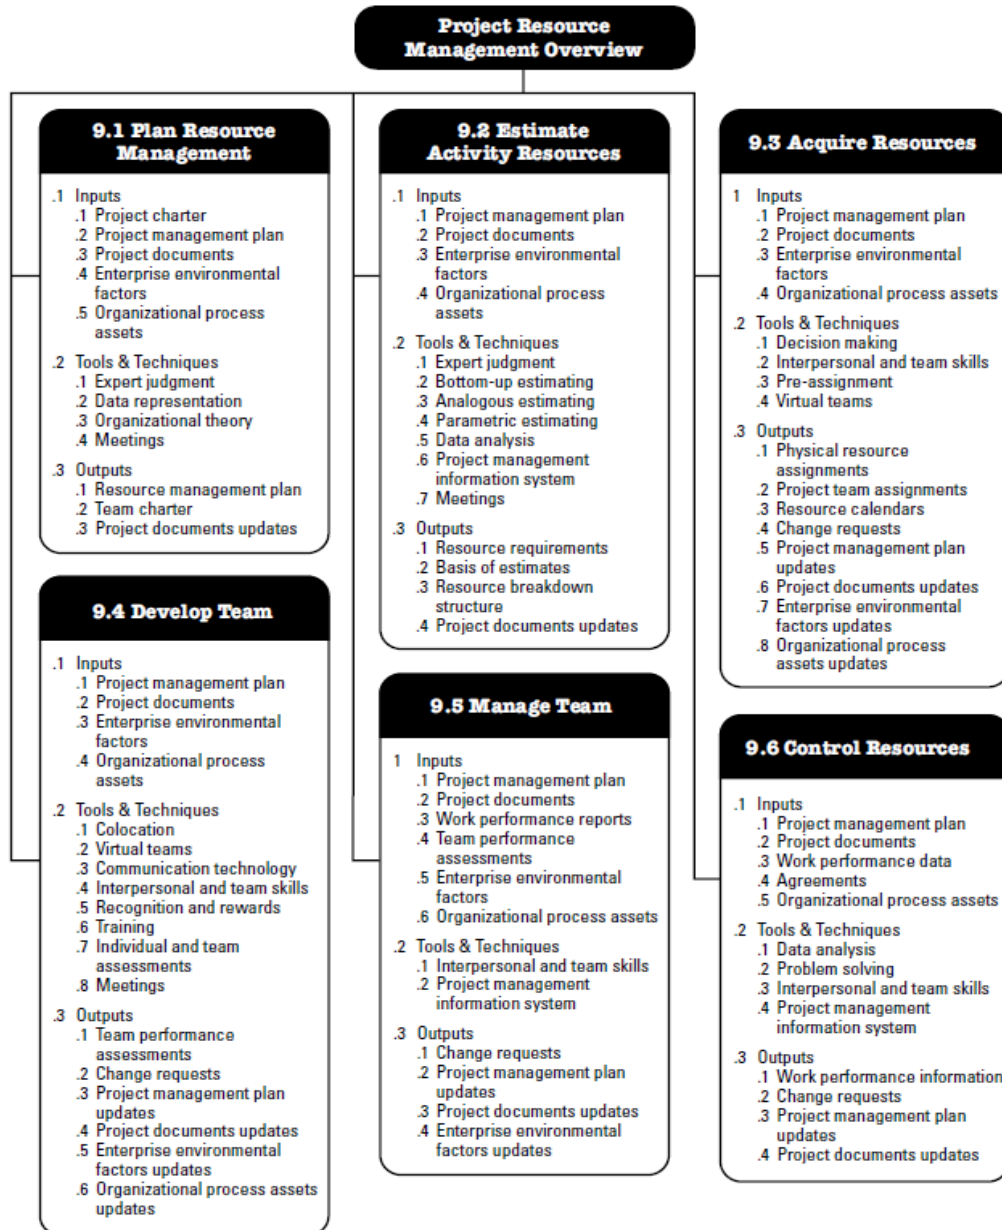 Project Resource
Management Overview
9.1 Plan Resource
Management
.1 Inputs
.1 Project charter
.2 Project management plan
.3 Project documents
.4 Enterprise environmental
factors
.5 Organizational process
assets
.2 Tools & Techniques
.1 Expert judgment
.2 Data representation
.3 Organizational theory
.4 Meetings
.3 Outputs
.1 Resource management plan
.2 Team charter
.3 Project documents updates
9.2 Estimate
Activity Resources
.1 Inputs
.1 Project management plan
.2 Project documents
.3 Enterprise environmental
factors
.4 Organizational process
assets
.2 Tools & Techniques
.1 Expert judgment
.2 Bottom-up estimating
.3 Analogous estimating
.4 Parametric estimating
.5 Data analysis
.6 Project management
information system
.7 Meetings
.3 Outputs
.1 Resource requirements
.2 Basis of estimates
.3 Resource breakdown
structure
.4 Project documents updates
9.3 Acquire Resources
1 Inputs
.1 Project management plan
.2 Project documents
.3 Enterprise environmental
factors
.4 Organizational process assets
.2 Tools & Techniques
.1 Decision making
.2 Interpersonal and team skills
.3 Pre-assignment
.4 Virtual teams
.3 Outputs
.1 Physical resource
assignments
.2 Project team assignments
.3 Resource calendars
.4 Change requests
.5 Project management plan
updates
.6 Project documents updates
.7 Enterprise environmental
factors updates
.8 Organizational process
assets updates
9.4 Develop Team
.1 Inputs
.1 Project management plan
.2 Project documents
.3 Enterprise environmental
factors
.4 Organizational process
assets
.2 Tools & Techniques
.1 Colocation
.2 Virtual teams
.3 Communication technology
.4 Interpersonal and team skills
.5 Recognition and rewards
.6 Training
.7 Individual and team
assessments
.8 Meetings
.3 Outputs
.1 Team performance
assessments
.2 Change requests
.3 Project management plan
updates
.4 Project documents updates
.5 Enterprise environmental
factors updates
.6 Organizational process assets
updates
9.5 Manage Team
1 Inputs
.1 Project management plan
.2 Project documents
.3 Work performance reports
.4 Team performance
assessments
.5 Enterprise environmental
factors
.6 Organizational process assets
.2 Tools & Techniques
.1 Interpersonal and team skills
.2 Project management
information system
.3 Outputs
.1 Change requests
.2 Project management plan
updates
.3 Project documents updates
.4 Enterprise environmental
factors updates
9.6 Control Resources
.1 Inputs
.1 Project management plan
.2 Project documents
.3 Work performance data
.4 Agreements
.5 Organizational process assets
.2 Tools & Techniques
.1 Data analysis
.2 Problem solving
.3 Interpersonal and team skills
.4 Project management
information system
.3 Outputs
.1 Work performance information
.2 Change requests
.3 Project management plan
updates
.4 Project documents updates